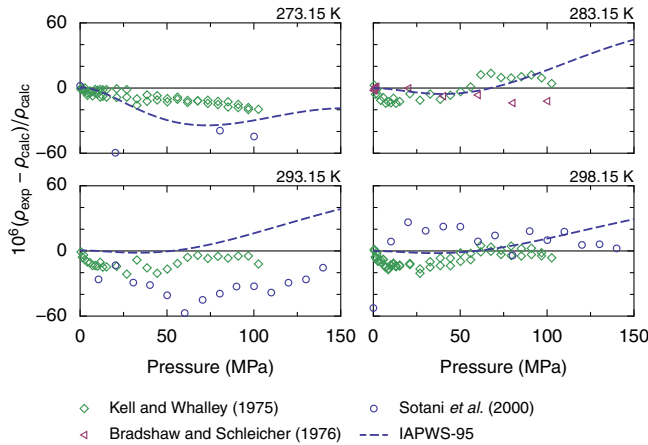 273.15 K
283.15 K
60
0
−60
293.15 K
298.15 K
60
0
−60
10⁶(ρexp − ρcalc)/ρcalc
0 50 100 150
0 50 100 150
Pressure (MPa)
Pressure (MPa)
Kell and Whalley (1975)
Sotani et al. (2000)
Bradshaw and Schleicher (1976)
IAPWS-95